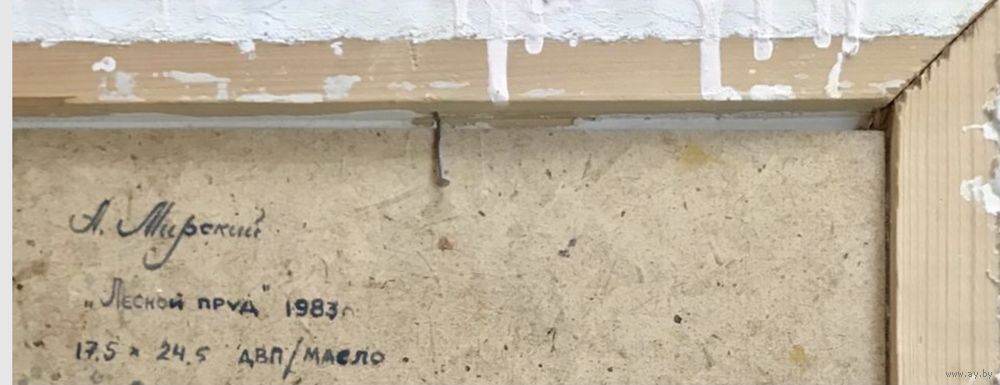 А. Мирский
„Лесной пруд" 1983г
17.5 × 24.5 ДВП/МАСЛО
www.ay.by